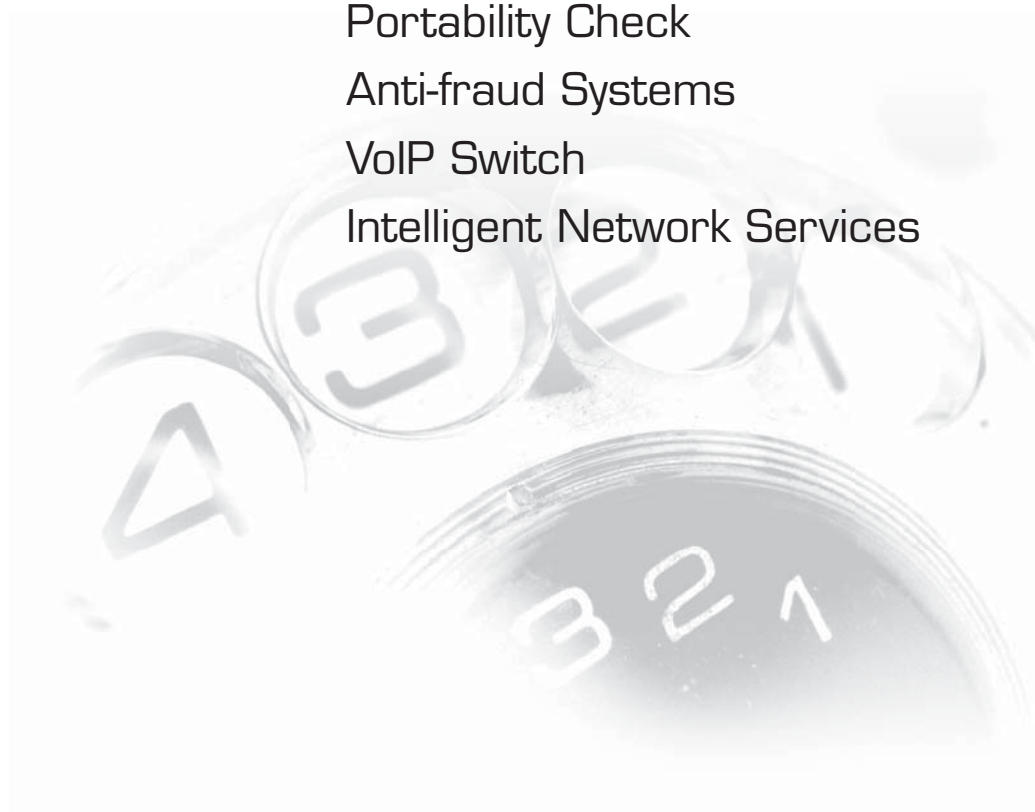 Portability Check
Anti-fraud Systems
VoIP Switch
Intelligent Network Services
4 3 2 1
3 2 1